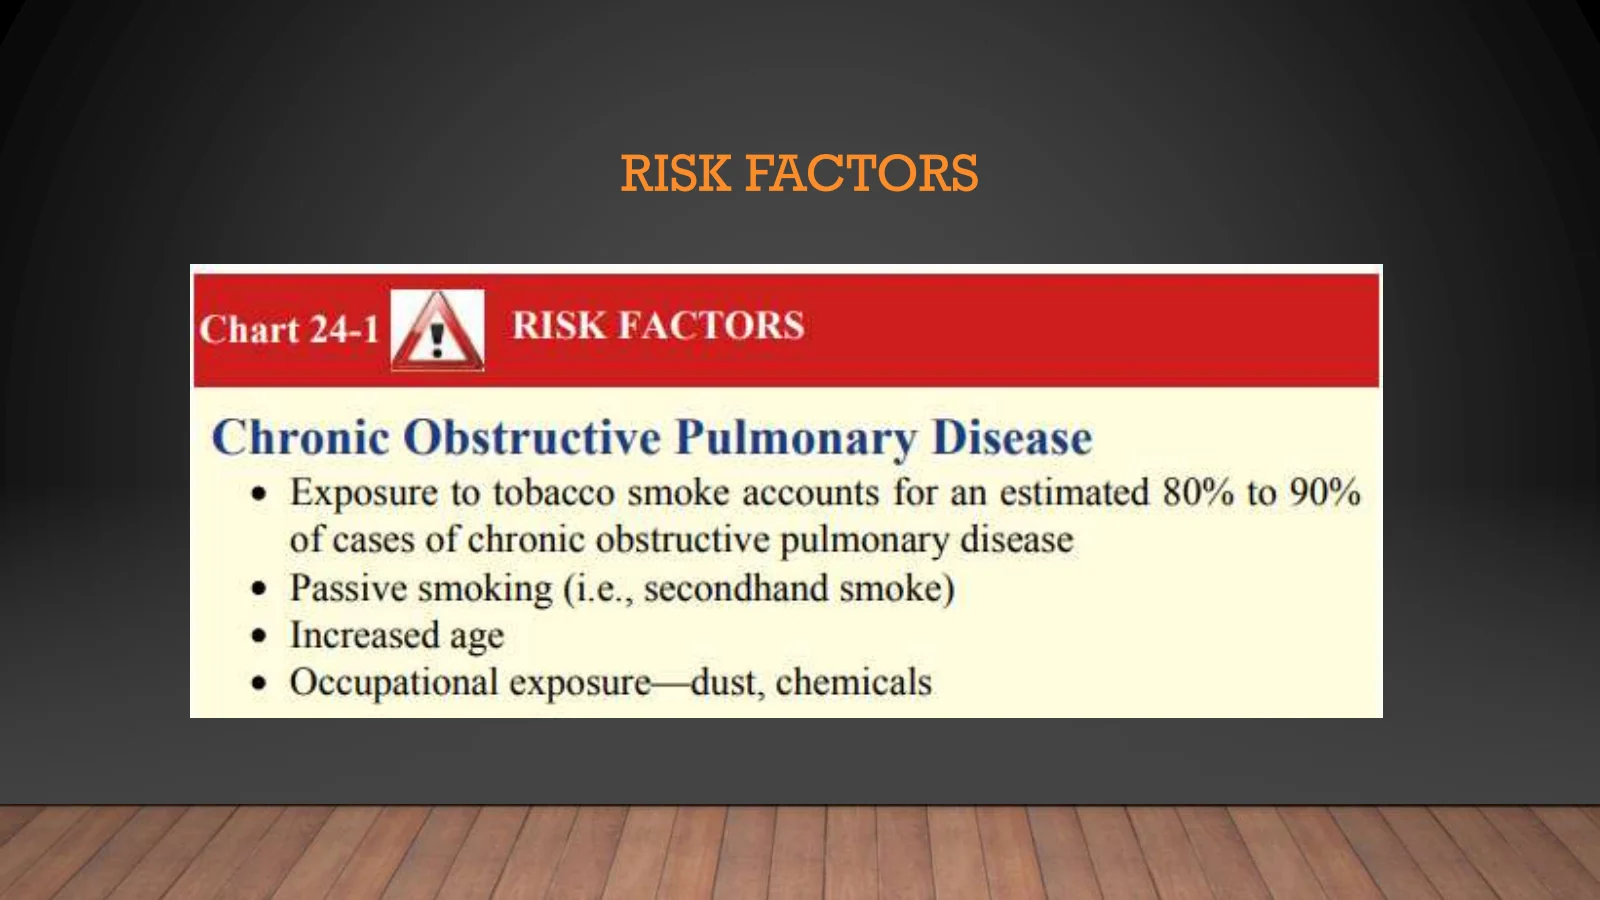 RISK FACTORS
Chart 24-1 RISK FACTORS
Chronic Obstructive Pulmonary Disease
• Exposure to tobacco smoke accounts for an estimated 80% to 90%
of cases of chronic obstructive pulmonary disease
• Passive smoking (i.e., secondhand smoke)
• Increased age
• Occupational exposure—dust, chemicals